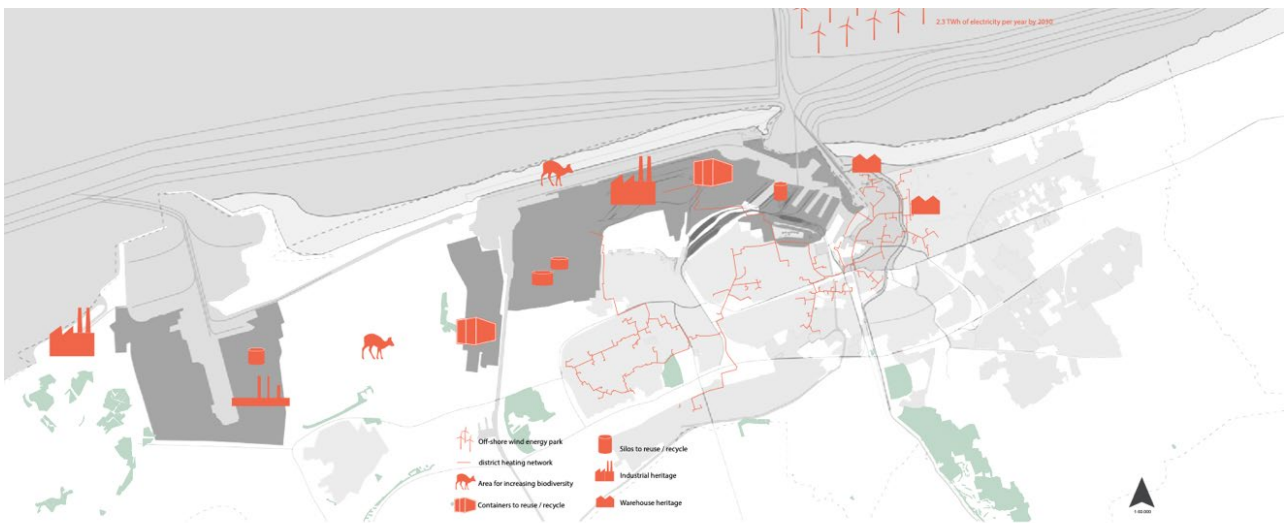 2.3 TWh of electricity per year by 2050
Off-shore wind energy park
district heating network
Area for increasing biodiversity
Containers to reuse / recycle
Silos to reuse / recycle
Industrial heritage
Warehouse heritage